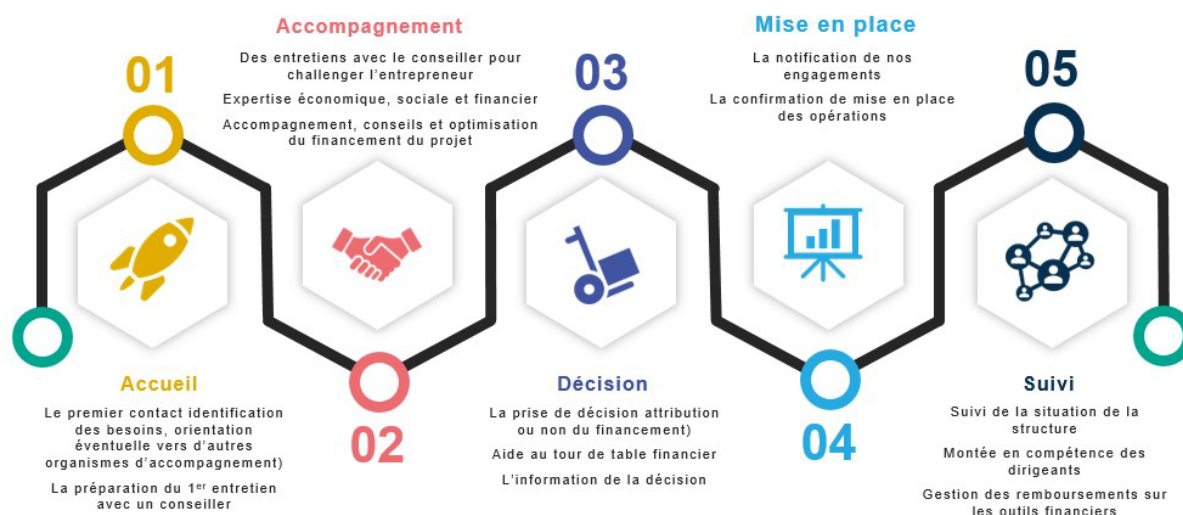 01
Accueil
Le premier contact identification
des besoins, orientation
éventuelle vers d'autres
organismes d'accompagnement)
La préparation du 1er entretien
avec un conseiller
Accompagnement
Des entretiens avec le conseiller pour
challenger l'entrepreneur
Expertise économique, sociale et financier
Accompagnement, conseils et optimisation
du financement du projet
02
03
Décision
La prise de décision attribution
ou non du financement)
Aide au tour de table financier
L'information de la décision
Mise en place
La notification de nos
engagements
La confirmation de mise en place
des opérations
04
05
Suivi
Suivi de la situation de la
structure
Montée en compétence des
dirigeants
Gestion des remboursements sur
les outils financiers